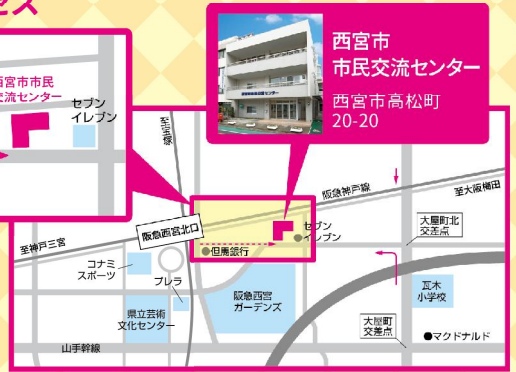 セス
西宮市市民
交流センター
セブン
イレブン
西宮市
市民交流センター
西宮市高松町
20-20
至宝塚
阪急神戸線
至大阪梅田
阪急西宮北口
セブン
イレブン
大屋町北
交差点
至神戸三宮
但馬銀行
コナミ
スポーツ
プレラ
阪急西宮
ガーデンズ
瓦木
小学校
県立芸術
文化センター
大屋町
交差点
マクドナルド
山手幹線